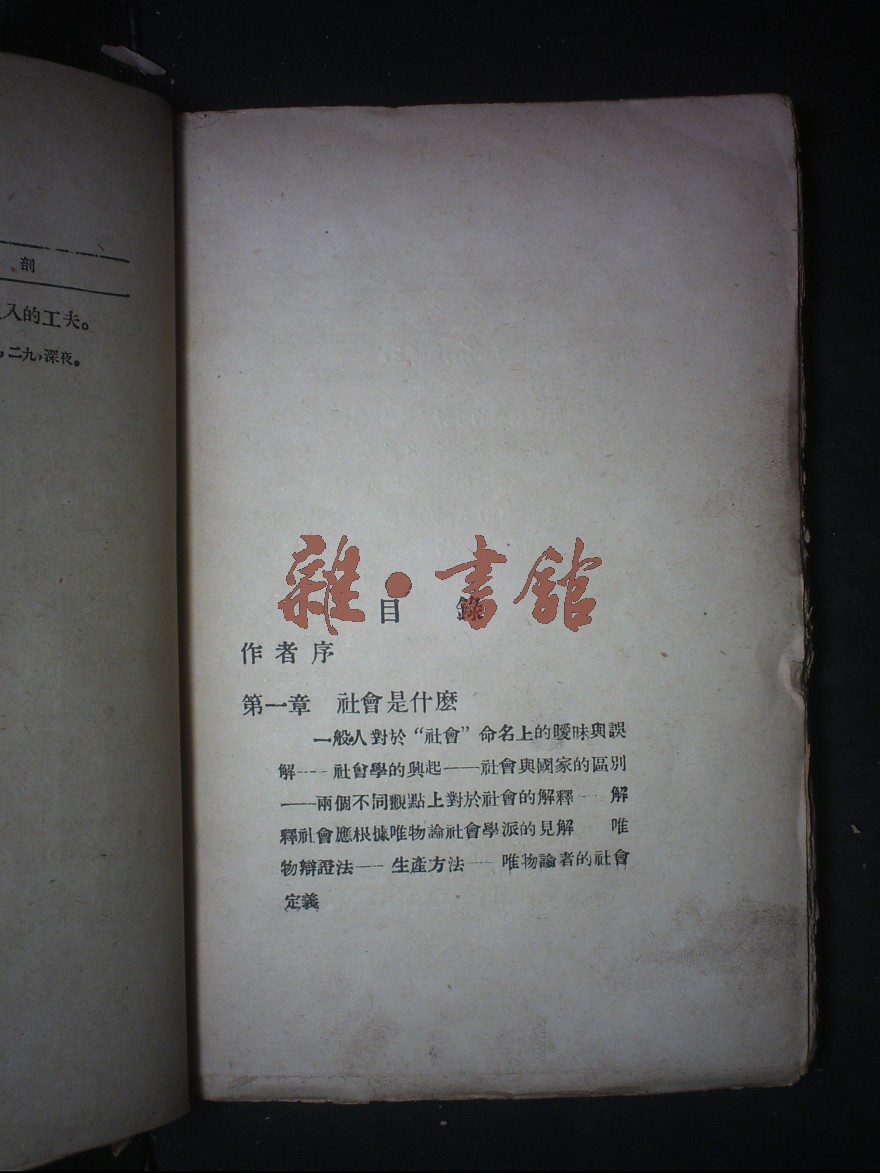 剖
入的工夫。
二九,深夜。
雜•書館
目 錄
作者序
第一章 社會是什麽
一般人對於“社會”命名上的曖昧與誤
解——社會學的興起——社會與國家的區別
——兩個不同觀點上對於社會的解釋— 解
釋社會應根據唯物論社會學派的見解 唯
物辯證法——生產方法——唯物論者的社會
定義